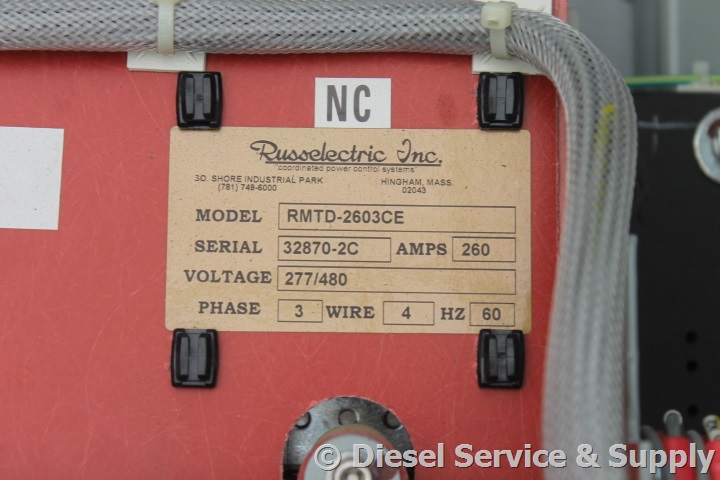 NC
Russelectric Inc.
"coordinated power control systems"
SO. SHORE INDUSTRIAL PARK HINGHAM, MASS.
(781) 749-6000 02043
MODEL RMTD-2603CE
SERIAL 32870-2C AMPS 260
VOLTAGE 277/480
PHASE 3 WIRE 4 HZ 60
© Diesel Service & Supply